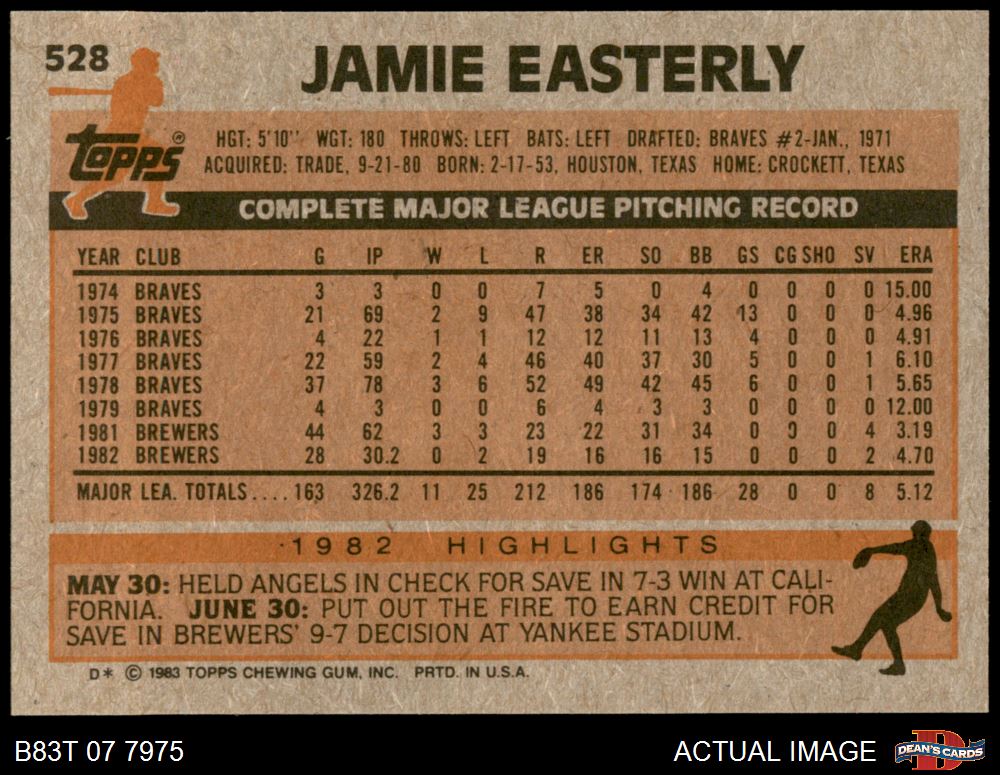 528 JAMIE EASTERLY
topps®
HGT: 5'10'' WGT: 180 THROWS: LEFT BATS: LEFT DRAFTED: BRAVES #2-JAN., 1971
ACQUIRED: TRADE, 9-21-80 BORN: 2-17-53, HOUSTON, TEXAS HOME: CROCKETT, TEXAS
COMPLETE MAJOR LEAGUE PITCHING RECORD
YEAR CLUB G IP W L R ER SO BB GS CG SHO SV ERA
1974 BRAVES 3 3 0 0 7 5 0 4 0 0 0 0 15.00
1975 BRAVES 21 69 2 9 47 38 34 42 13 0 0 0 4.96
1976 BRAVES 4 22 1 1 12 12 11 13 4 0 0 0 4.91
1977 BRAVES 22 59 2 4 46 40 37 30 5 0 0 1 6.10
1978 BRAVES 37 78 3 6 52 49 42 45 6 0 0 1 5.65
1979 BRAVES 4 3 0 0 6 4 3 3 0 0 0 0 12.00
1981 BREWERS 44 62 3 3 23 22 31 34 0 0 0 4 3.19
1982 BREWERS 28 30.2 0 2 19 16 16 15 0 0 0 2 4.70
MAJOR LEA. TOTALS.... 163 326.2 11 25 212 186 174 186 28 0 0 8 5.12
1982 HIGHLIGHTS
MAY 30: HELD ANGELS IN CHECK FOR SAVE IN 7-3 WIN AT CALI-
FORNIA. JUNE 30: PUT OUT THE FIRE TO EARN CREDIT FOR
SAVE IN BREWERS' 9-7 DECISION AT YANKEE STADIUM.
D* © 1983 TOPPS CHEWING GUM, INC. PRTD. IN U.S.A.
B83T 07 7975 ACTUAL IMAGE DEAN'S CARDS